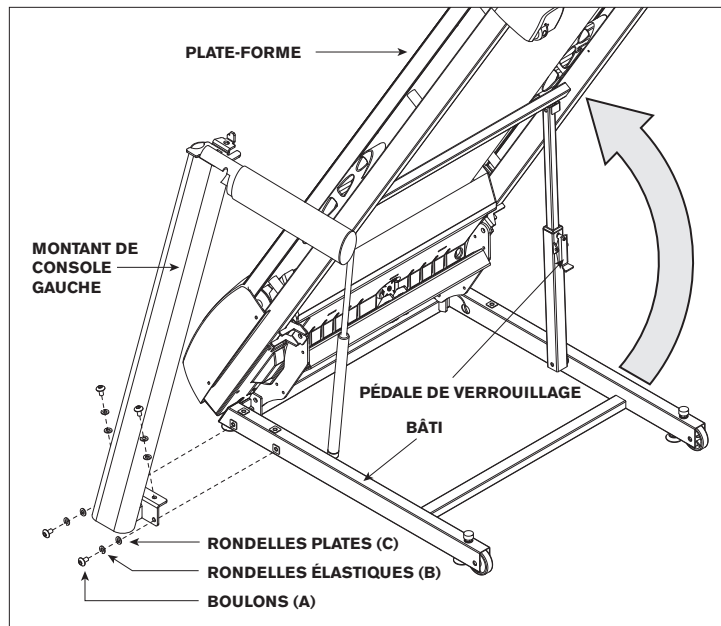 PLATE-FORME
MONTANT DE
CONSOLE
GAUCHE
PÉDALE DE VERROUILLAGE
BÂTI
RONDELLES PLATES (C)
RONDELLES ÉLASTIQUES (B)
BOULONS (A)